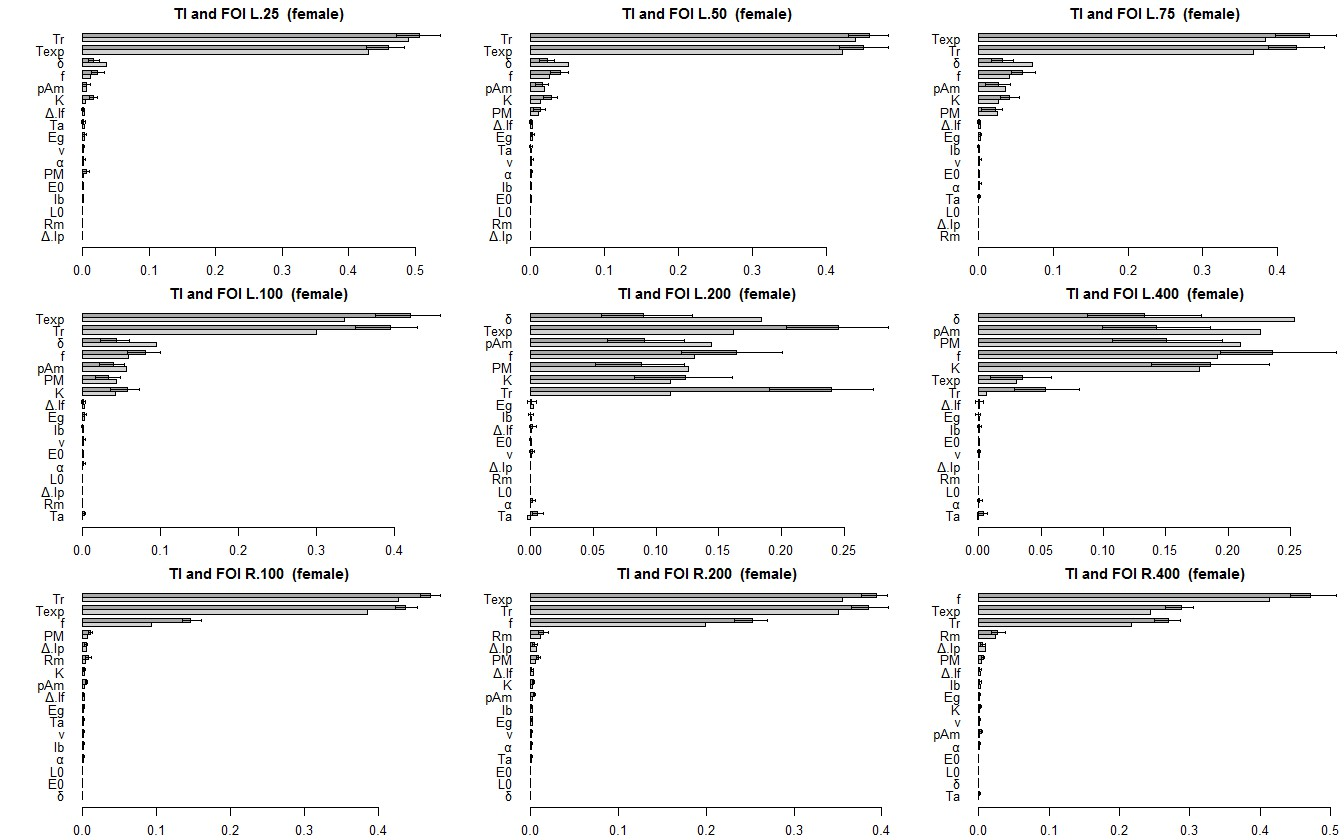 TI and FOI L.25 (female)
Tr
Texp
δ
f
pAm
K
Δ.lf
Ta
Eg
v
α
PM
E0
lb
L0
Rm
Δ.lp
0.0 0.1 0.2 0.3 0.4 0.5
TI and FOI L.50 (female)
Tr
Texp
δ
f
pAm
K
PM
Δ.lf
Eg
Ta
v
α
lb
E0
L0
Rm
Δ.lp
0.0 0.1 0.2 0.3 0.4
TI and FOI L.75 (female)
Texp
Tr
δ
f
pAm
K
PM
Δ.lf
Eg
lb
v
E0
α
Ta
L0
Δ.lp
Rm
0.0 0.1 0.2 0.3 0.4
TI and FOI L.100 (female)
Texp
Tr
δ
f
pAm
PM
K
Δ.lf
Eg
lb
v
E0
α
L0
Δ.lp
Rm
Ta
0.0 0.1 0.2 0.3 0.4
TI and FOI L.200 (female)
δ
Texp
pAm
f
PM
K
Tr
Eg
lb
Δ.lf
E0
v
Δ.lp
Rm
L0
α
Ta
0.00 0.05 0.10 0.15 0.20 0.25
TI and FOI L.400 (female)
δ
pAm
PM
f
K
Texp
Tr
Δ.lf
Eg
lb
E0
v
Δ.lp
Rm
L0
α
Ta
0.00 0.05 0.10 0.15 0.20 0.25
TI and FOI R.100 (female)
Tr
Texp
f
PM
Δ.lp
Rm
K
pAm
Δ.lf
Eg
Ta
v
lb
α
L0
E0
δ
0.0 0.1 0.2 0.3 0.4
TI and FOI R.200 (female)
Texp
Tr
f
Rm
Δ.lp
PM
Δ.lf
K
pAm
lb
Eg
v
α
Ta
E0
L0
δ
0.0 0.1 0.2 0.3 0.4
TI and FOI R.400 (female)
f
Texp
Tr
Rm
Δ.lp
PM
Δ.lf
lb
Eg
K
v
pAm
α
E0
L0
δ
Ta
0.0 0.1 0.2 0.3 0.4 0.5